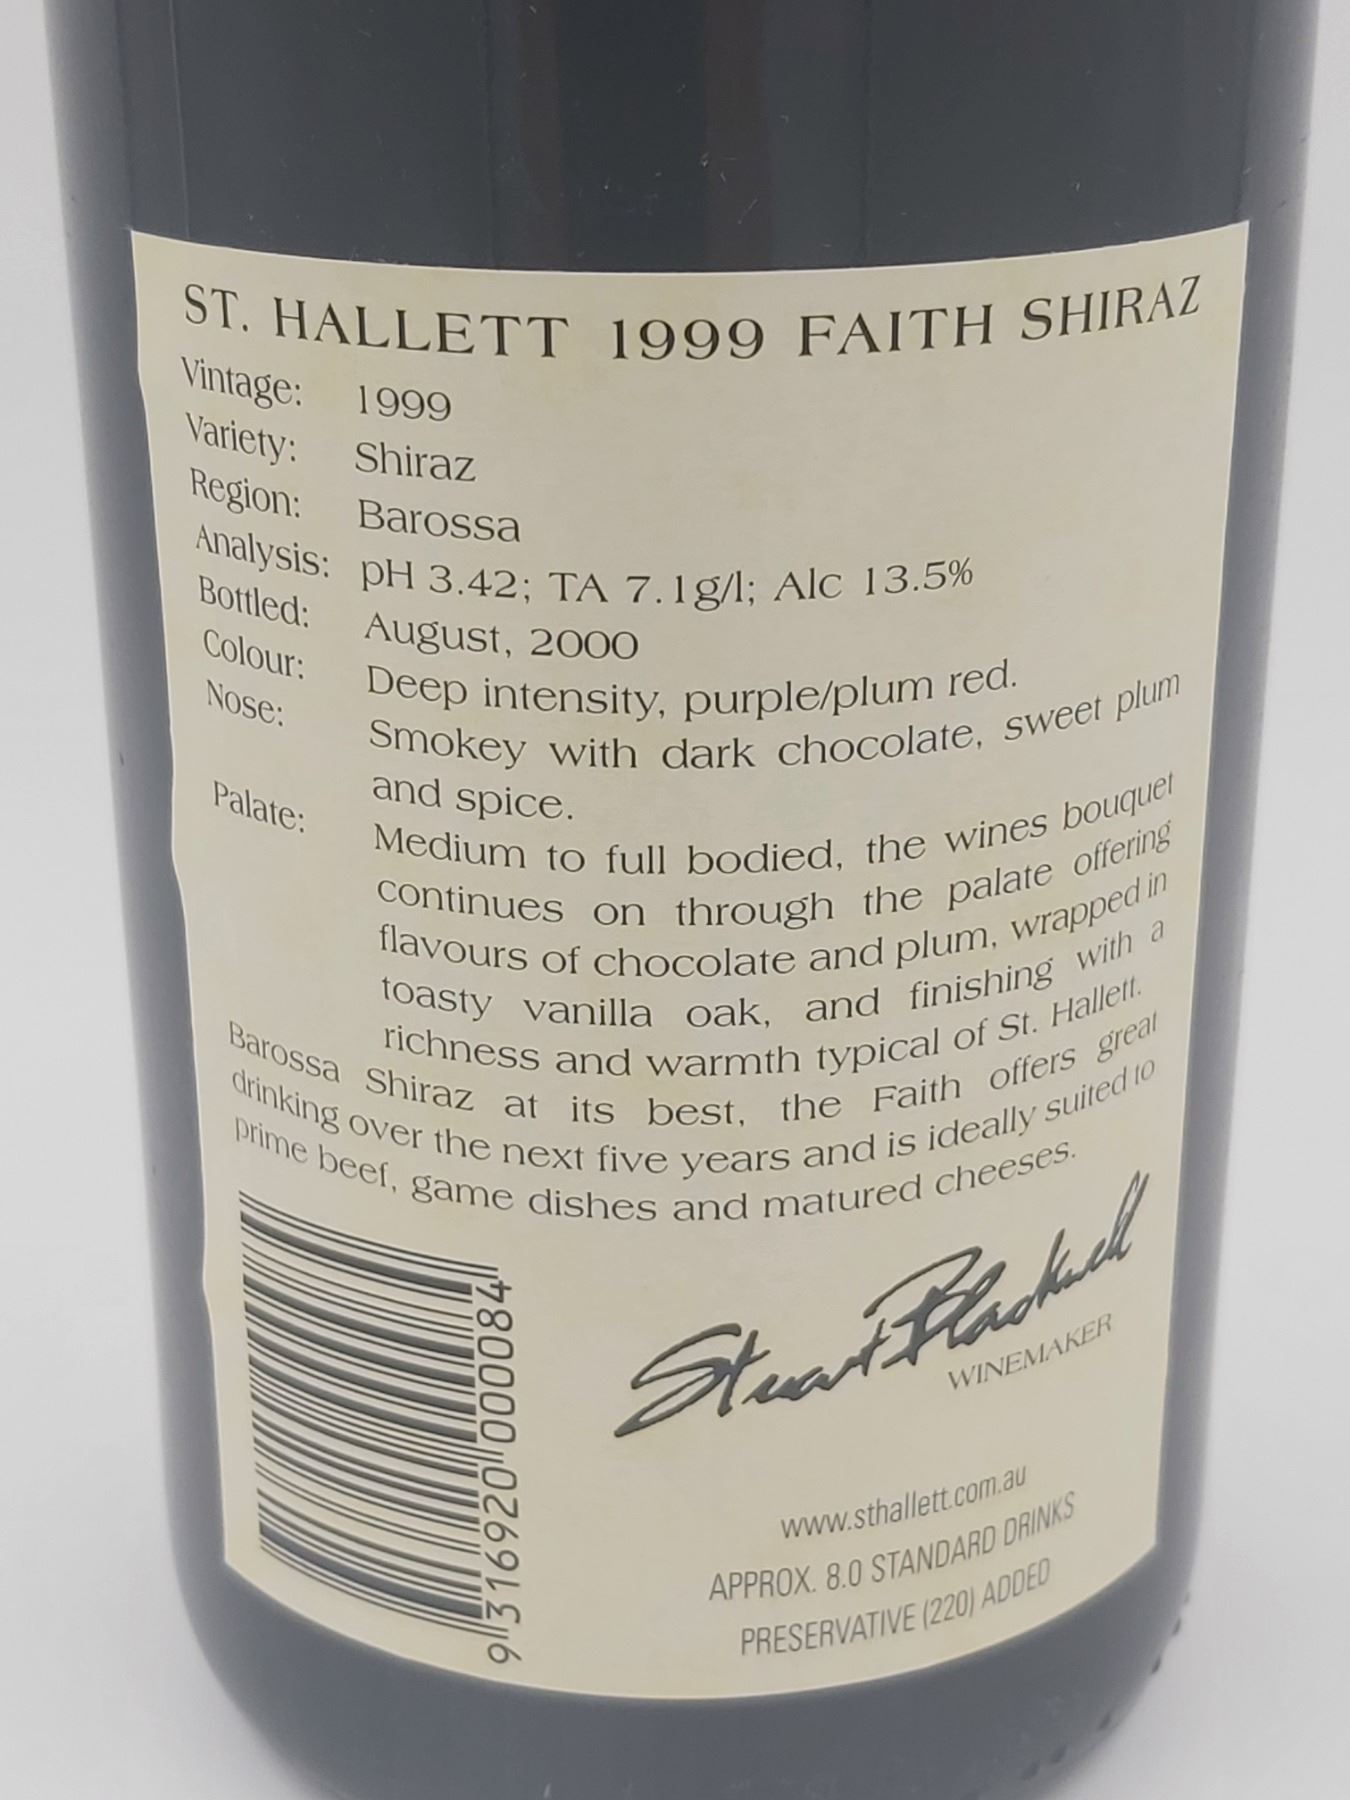 ST. HALLETT 1999 FAITH SHIRAZ
Vintage: 1999
Variety: Shiraz
Region: Barossa
Analysis: pH 3.42; TA 7.1g/l; Alc 13.5%
Bottled: August, 2000
Colour: Deep intensity, purple/plum red.
Nose: Smokey with dark chocolate, sweet plum
and spice.
Palate: Medium to full bodied, the wines bouquet
continues on through the palate offering
flavours of chocolate and plum, wrapped in
toasty vanilla oak, and finishing with a
richness and warmth typical of St. Hallett.
Barossa Shiraz at its best, the Faith offers great
drinking over the next five years and is ideally suited to
prime beef, game dishes and matured cheeses.
Stuart Blackwell
WINEMAKER
9 316920 000084
www.sthallett.com.au
APPROX. 8.0 STANDARD DRINKS
PRESERVATIVE (220) ADDED